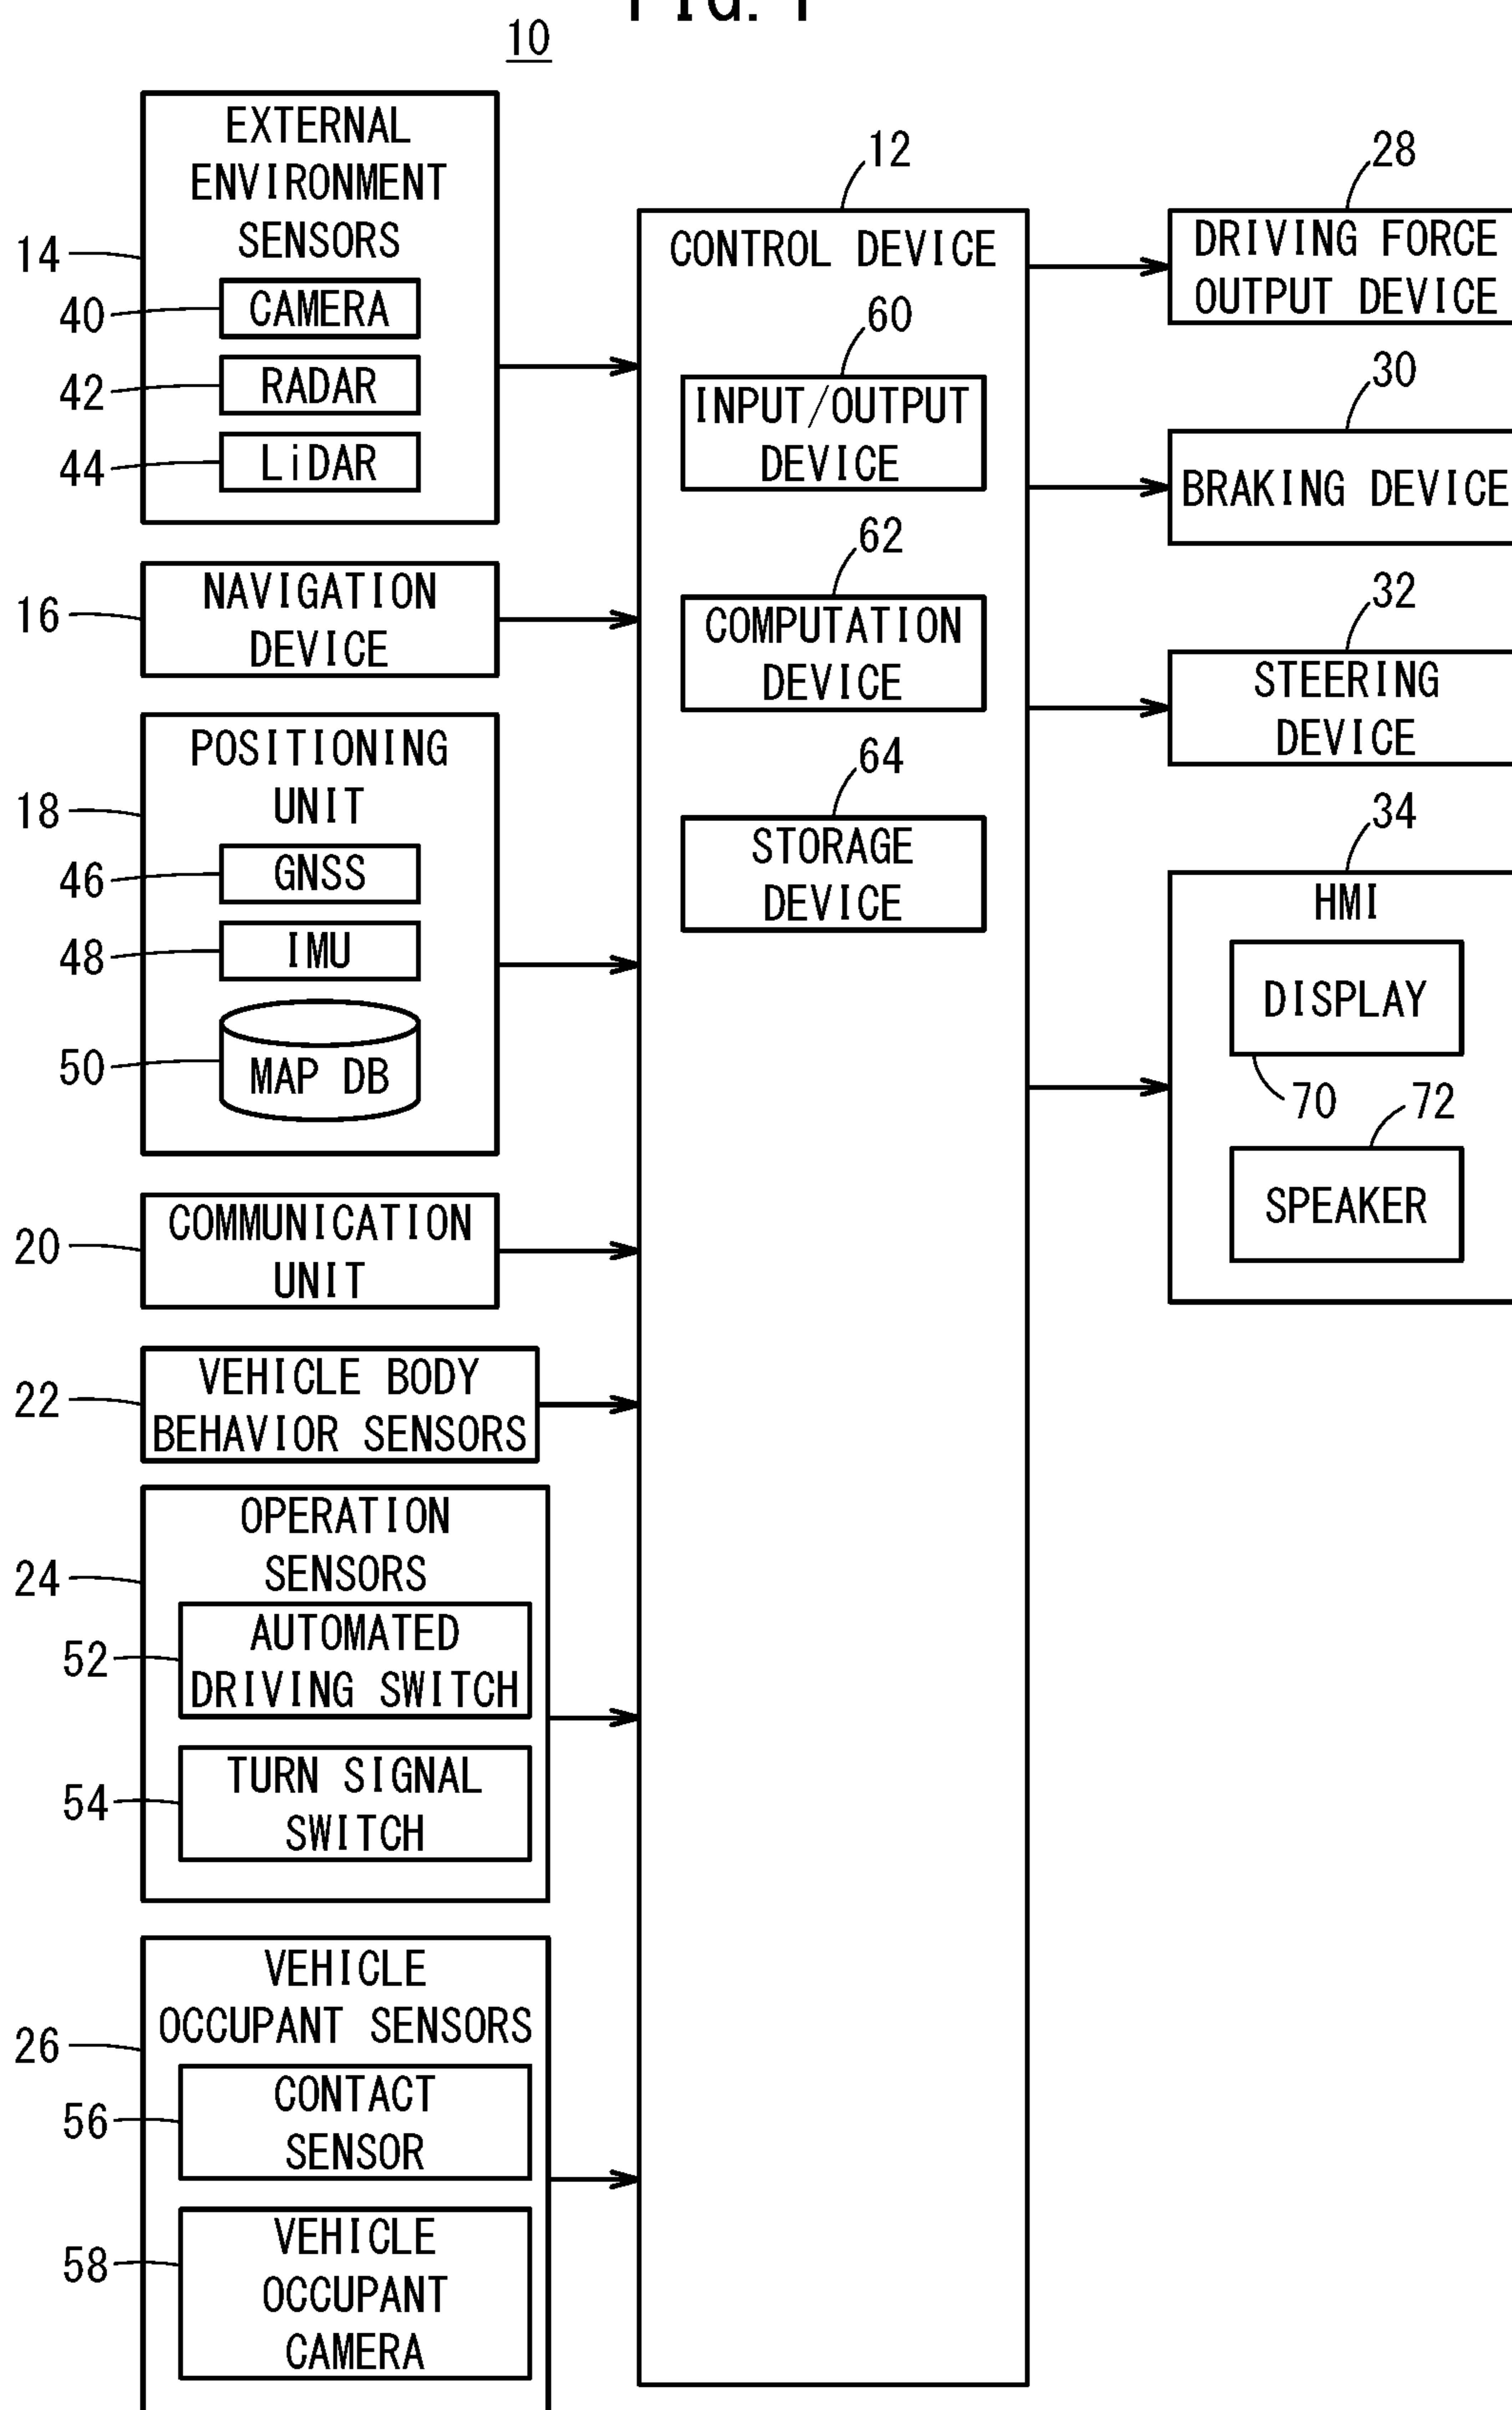 FIG. 1
10
EXTERNAL
ENVIRONMENT
SENSORS
14
40
CAMERA
42
RADAR
44
LiDAR
16
NAVIGATION
DEVICE
18
POSITIONING
UNIT
46
GNSS
48
IMU
50
MAP DB
20
COMMUNICATION
UNIT
22
VEHICLE BODY
BEHAVIOR SENSORS
24
OPERATION
SENSORS
52
AUTOMATED
DRIVING SWITCH
54
TURN SIGNAL
SWITCH
26
VEHICLE
OCCUPANT SENSORS
56
CONTACT
SENSOR
58
VEHICLE
OCCUPANT
CAMERA
12
CONTROL DEVICE
60
INPUT/OUTPUT
DEVICE
62
COMPUTATION
DEVICE
64
STORAGE
DEVICE
28
DRIVING FORCE
OUTPUT DEVICE
30
BRAKING DEVICE
32
STEERING
DEVICE
34
HMI
DISPLAY
70
72
SPEAKER